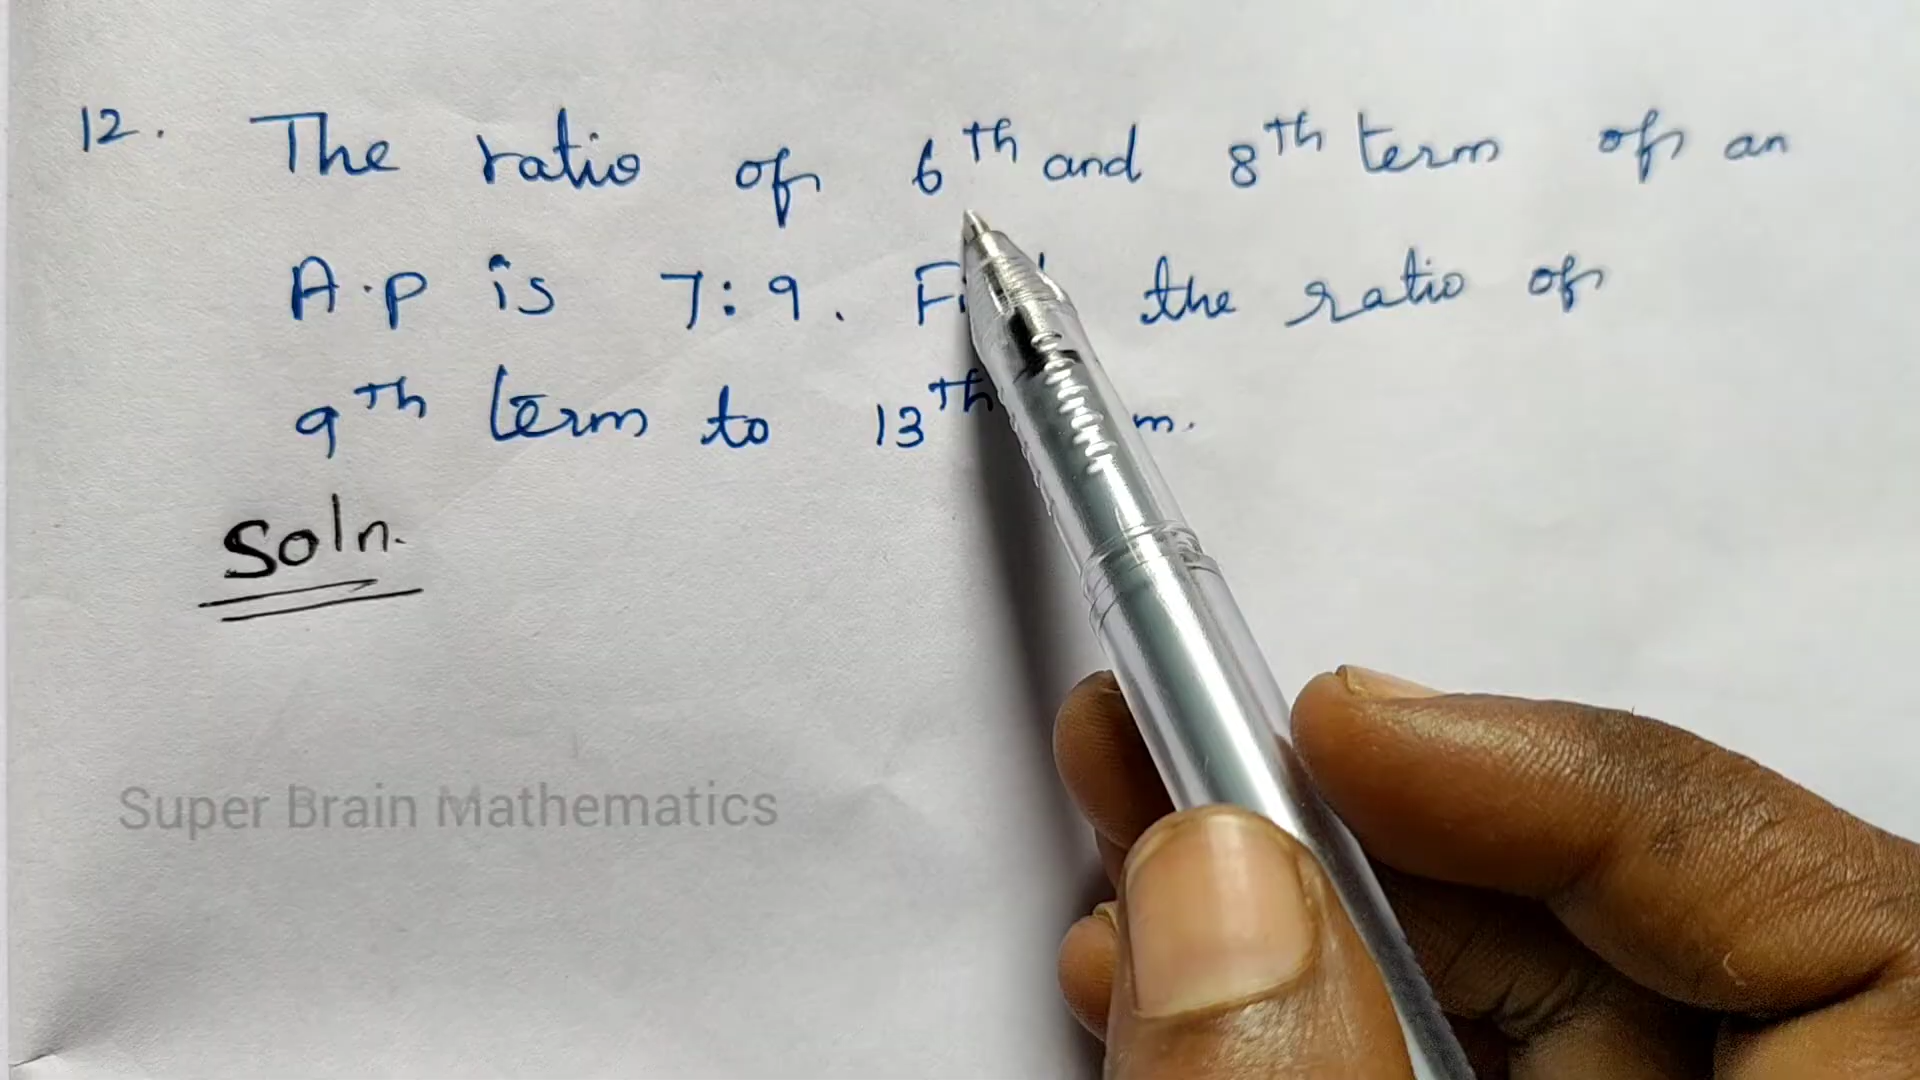 12. The ratio of 6th and 8th term of an
A.p is 7:9. the ratio of
9th term to 13th
Soln.
Super Brain Mathematics